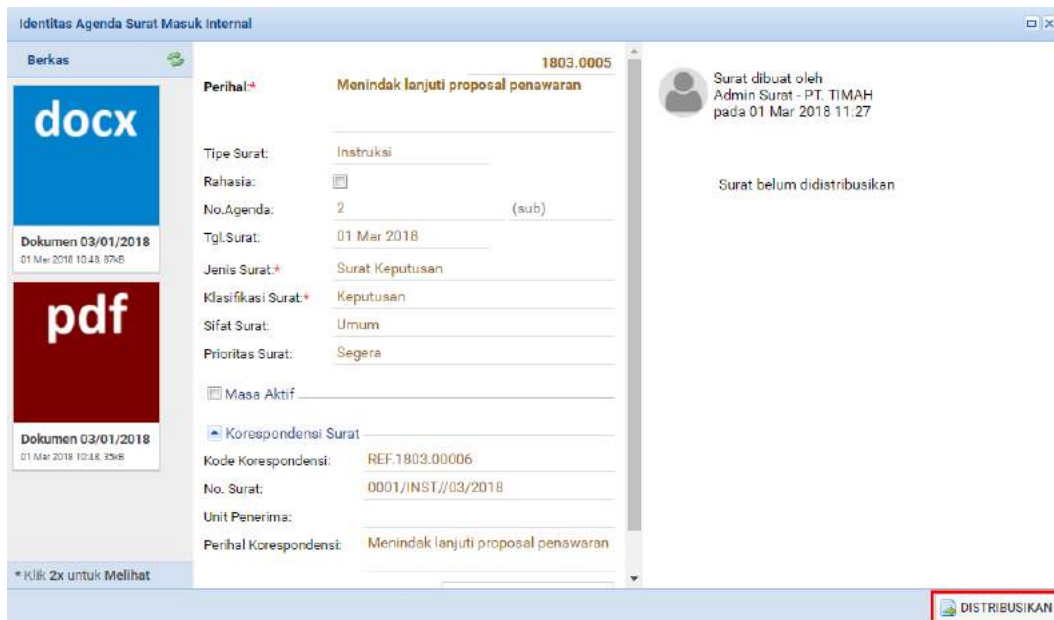 Identitas Agenda Surat Masuk Internal
Berkas
docx
Dokumen 03/01/2018
01 Mar 2018 10:48, 87kB
pdf
Dokumen 03/01/2018
01 Mar 2018 10:48, 35kB
* Klik 2x untuk Melihat
1803.0005
Perihal:* Menindak lanjuti proposal penawaran
Tipe Surat: Instruksi
Rahasia:
No.Agenda: 2 (sub)
Tgl.Surat: 01 Mar 2018
Jenis Surat:* Surat Keputusan
Klasifikasi Surat:* Keputusan
Sifat Surat: Umum
Prioritas Surat: Segera
Masa Aktif
Korespondensi Surat
Kode Korespondensi: REF.1803.00006
No. Surat: 0001/INST//03/2018
Unit Penerima:
Perihal Korespondensi: Menindak lanjuti proposal penawaran
Surat dibuat oleh
Admin Surat - PT. TIMAH
pada 01 Mar 2018 11:27
Surat belum didistribusikan
DISTRIBUSIKAN